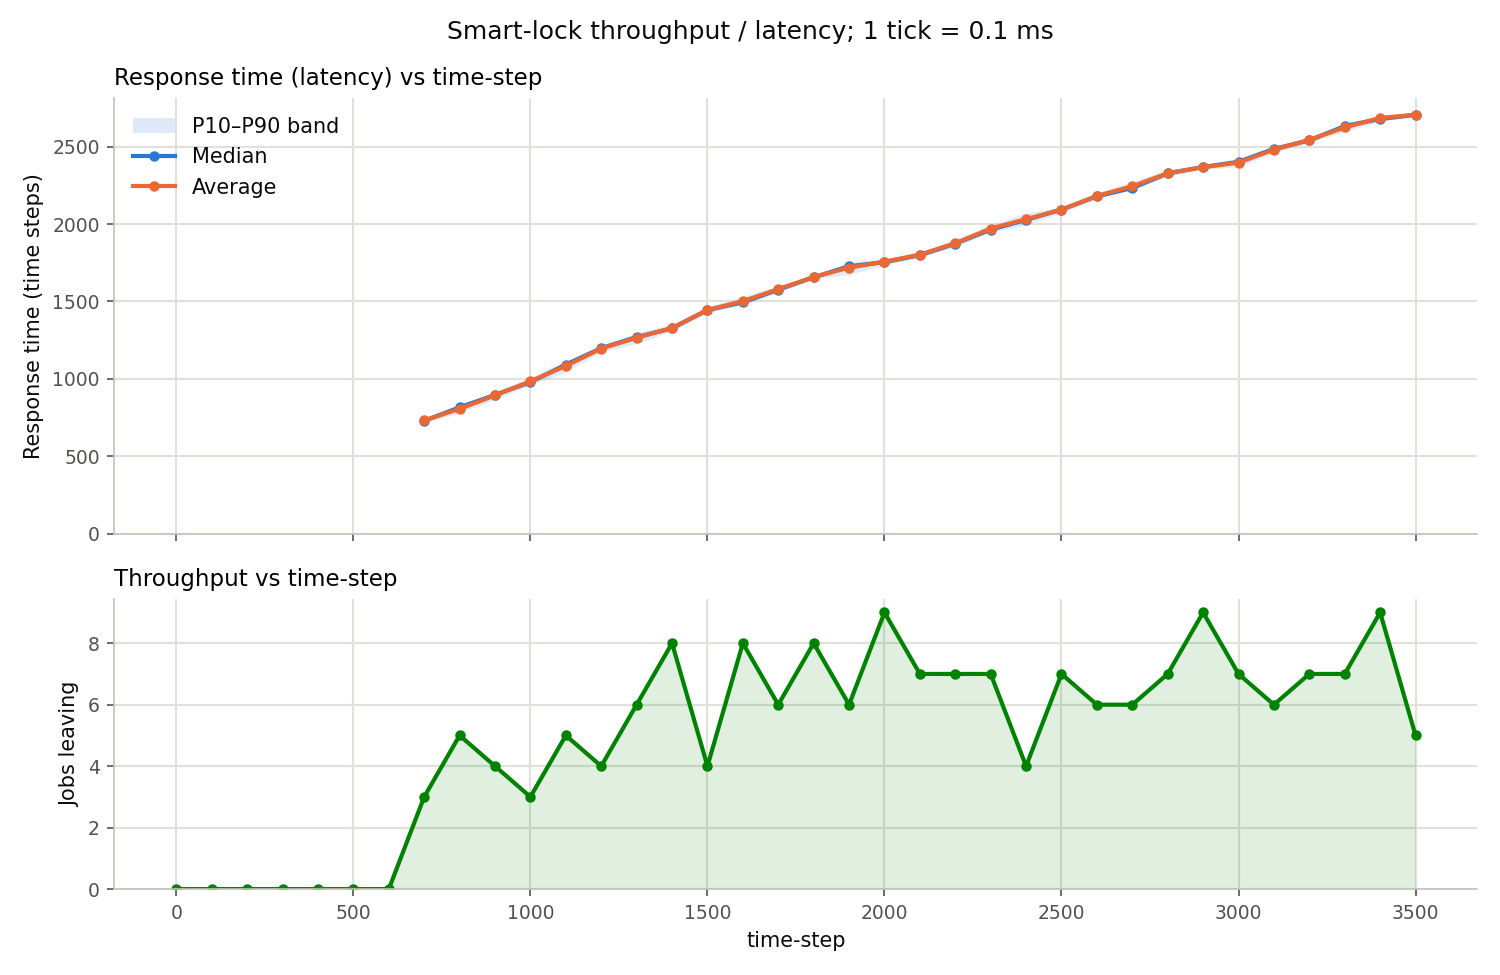 Smart-lock throughput / latency; 1 tick = 0.1 ms
Response time (latency) vs time-step
P10–P90 band
Median
Average
Response time (time steps)
2500
2000
1500
1000
500
0
Throughput vs time-step
Jobs leaving
8
6
4
2
0
0 500 1000 1500 2000 2500 3000 3500
time-step